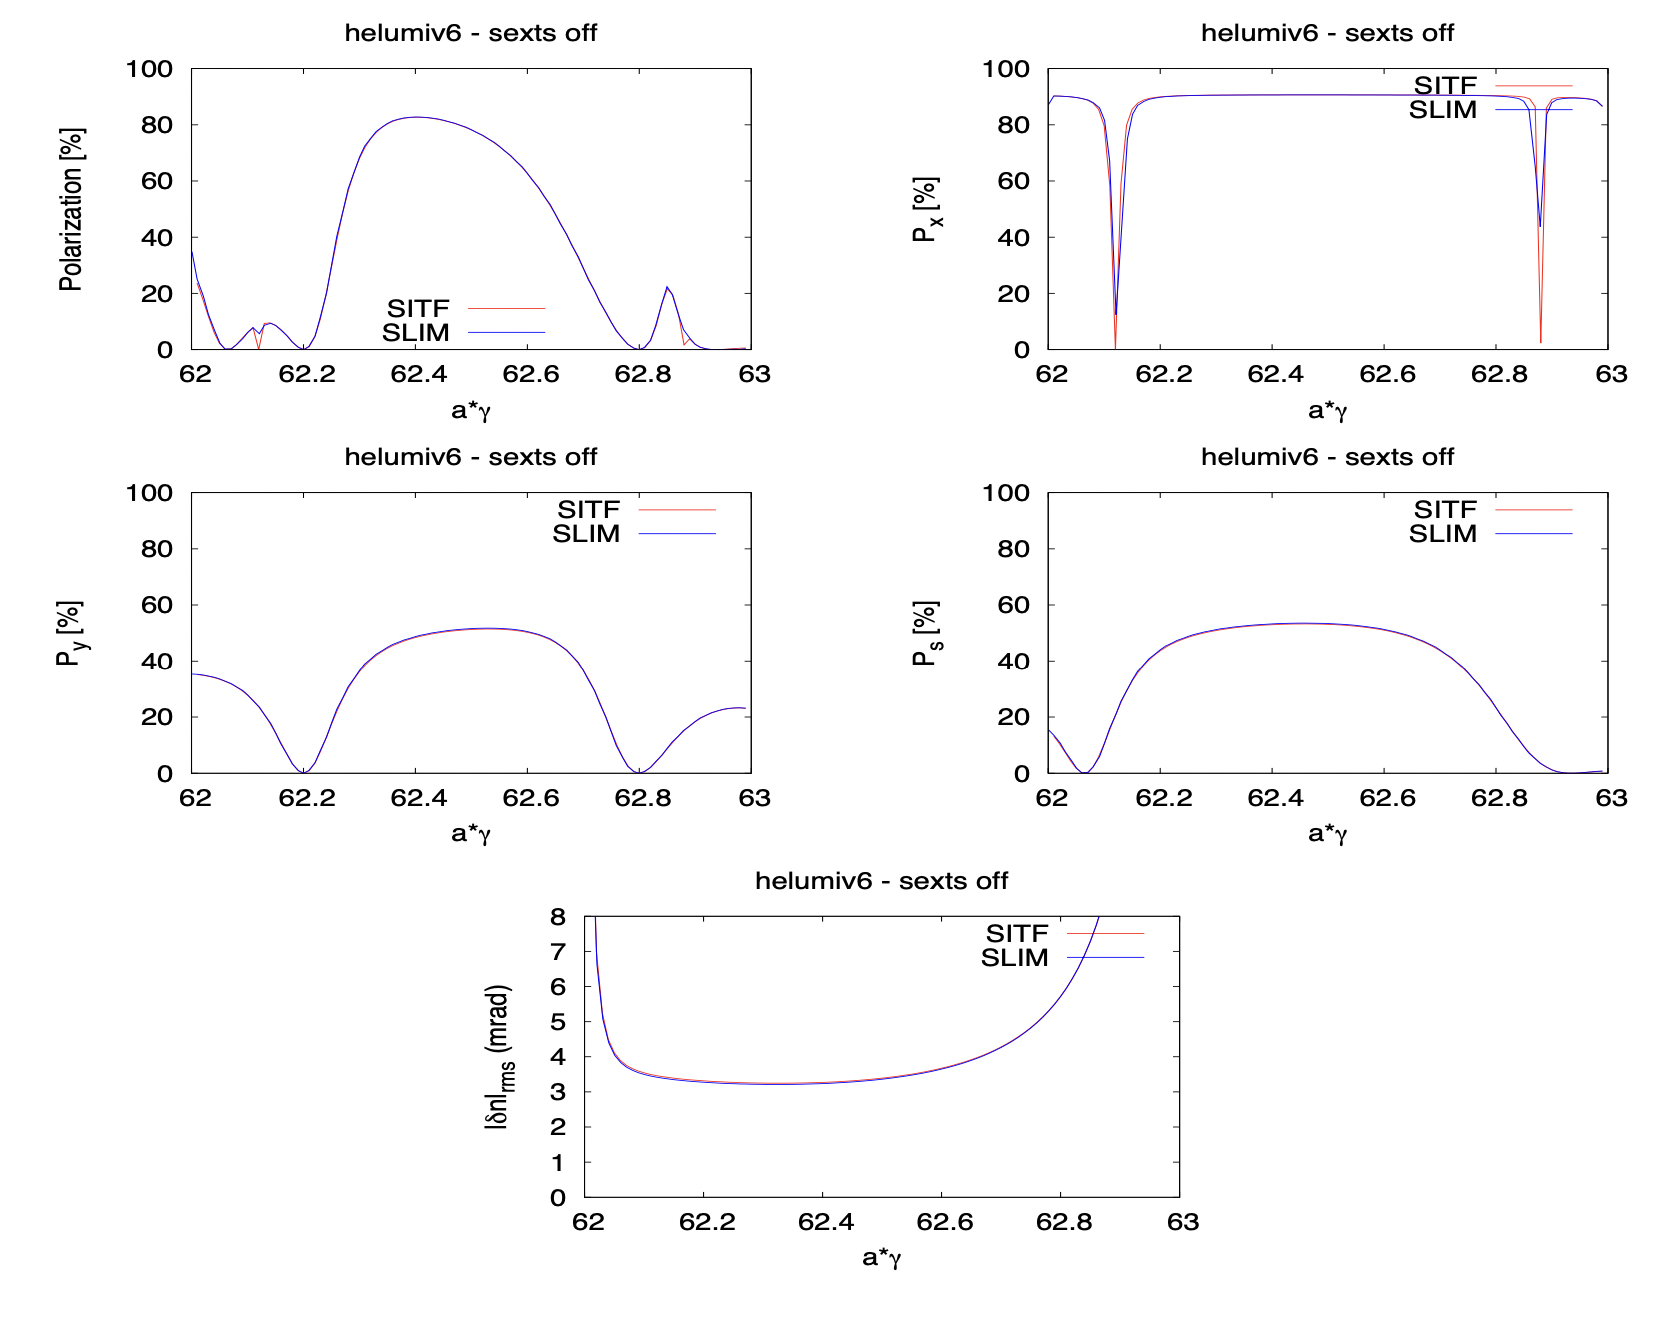 helumiv6 - sexts off
Polarization [%]
100
80
60
40
20
0
SITF
SLIM
62 62.2 62.4 62.6 62.8 63
a*γ
helumiv6 - sexts off
Px [%]
100
80
60
40
20
0
SITF
SLIM
62 62.2 62.4 62.6 62.8 63
a*γ
helumiv6 - sexts off
Py [%]
100
80
60
40
20
0
SITF
SLIM
62 62.2 62.4 62.6 62.8 63
a*γ
helumiv6 - sexts off
Ps [%]
100
80
60
40
20
0
SITF
SLIM
62 62.2 62.4 62.6 62.8 63
a*γ
helumiv6 - sexts off
|δn|rms (mrad)
8
7
6
5
4
3
2
1
0
SITF
SLIM
62 62.2 62.4 62.6 62.8 63
a*γ